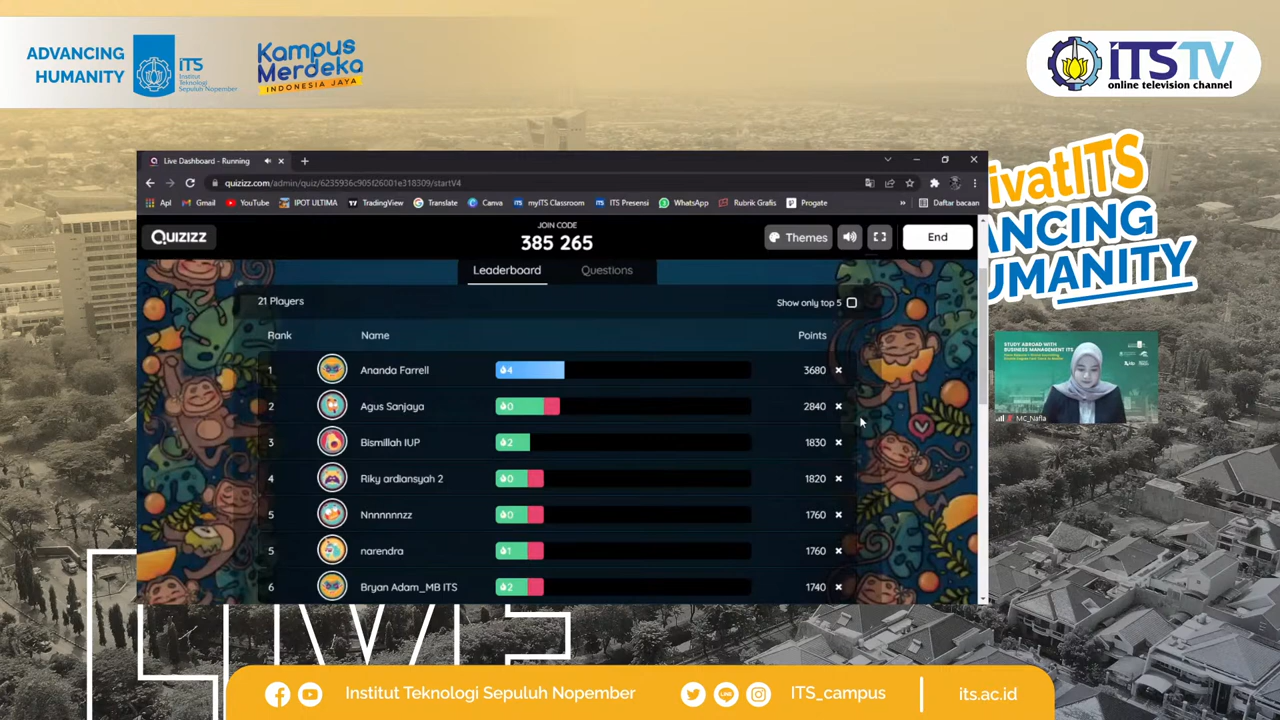 ADVANCING
HUMANITY
ITS
Institut
Teknologi
Sepuluh Nopember
Kampus
Merdeka
INDONESIA JAYA
iTSTV
online television channel
ivatITS
ANCING
UMANITY
Live Dashboard - Running
quizizz.com/admin/quiz/6235936c905f26001e318309/startV4
Apl
Gmail
YouTube
IPOT ULTIMA
TradingView
Translate
Canva
myITS Classroom
ITS Presensi
WhatsApp
Rubrik Grafis
Progate
Daftar bacaan
QUIZIZZ
JOIN CODE
385 265
Themes
End
Leaderboard
Questions
21 Players
Show only top 5
Rank Name Points
1 Ananda Farrell 4 3680
2 Agus Sanjaya 0 2840
3 Bismillah IUP 2 1830
4 Riky ardiansyah 2 0 1820
5 Nnnnnnnzz 0 1760
5 narendra 1 1760
6 Bryan Adam_MB ITS 2 1740
STUDY ABROAD WITH
BUSINESS MANAGEMENT ITS
MC_Nafla
LIVE
Institut Teknologi Sepuluh Nopember
ITS_campus
its.ac.id